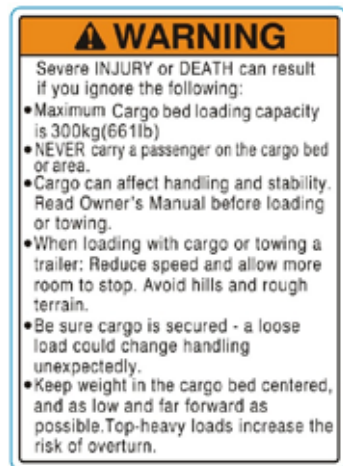 WARNING
Severe INJURY or DEATH can result
if you ignore the following:
•Maximum Cargo bed loading capacity
is 300kg(661lb)
•NEVER carry a passenger on the cargo bed
or area.
•Cargo can affect handling and stability.
Read Owner's Manual before loading
or towing.
•When loading with cargo or towing a
trailer: Reduce speed and allow more
room to stop. Avoid hills and rough
terrain.
•Be sure cargo is secured - a loose
load could change handling
unexpectedly.
•Keep weight in the cargo bed centered,
and as low and far forward as
possible.Top-heavy loads increase the
risk of overturn.